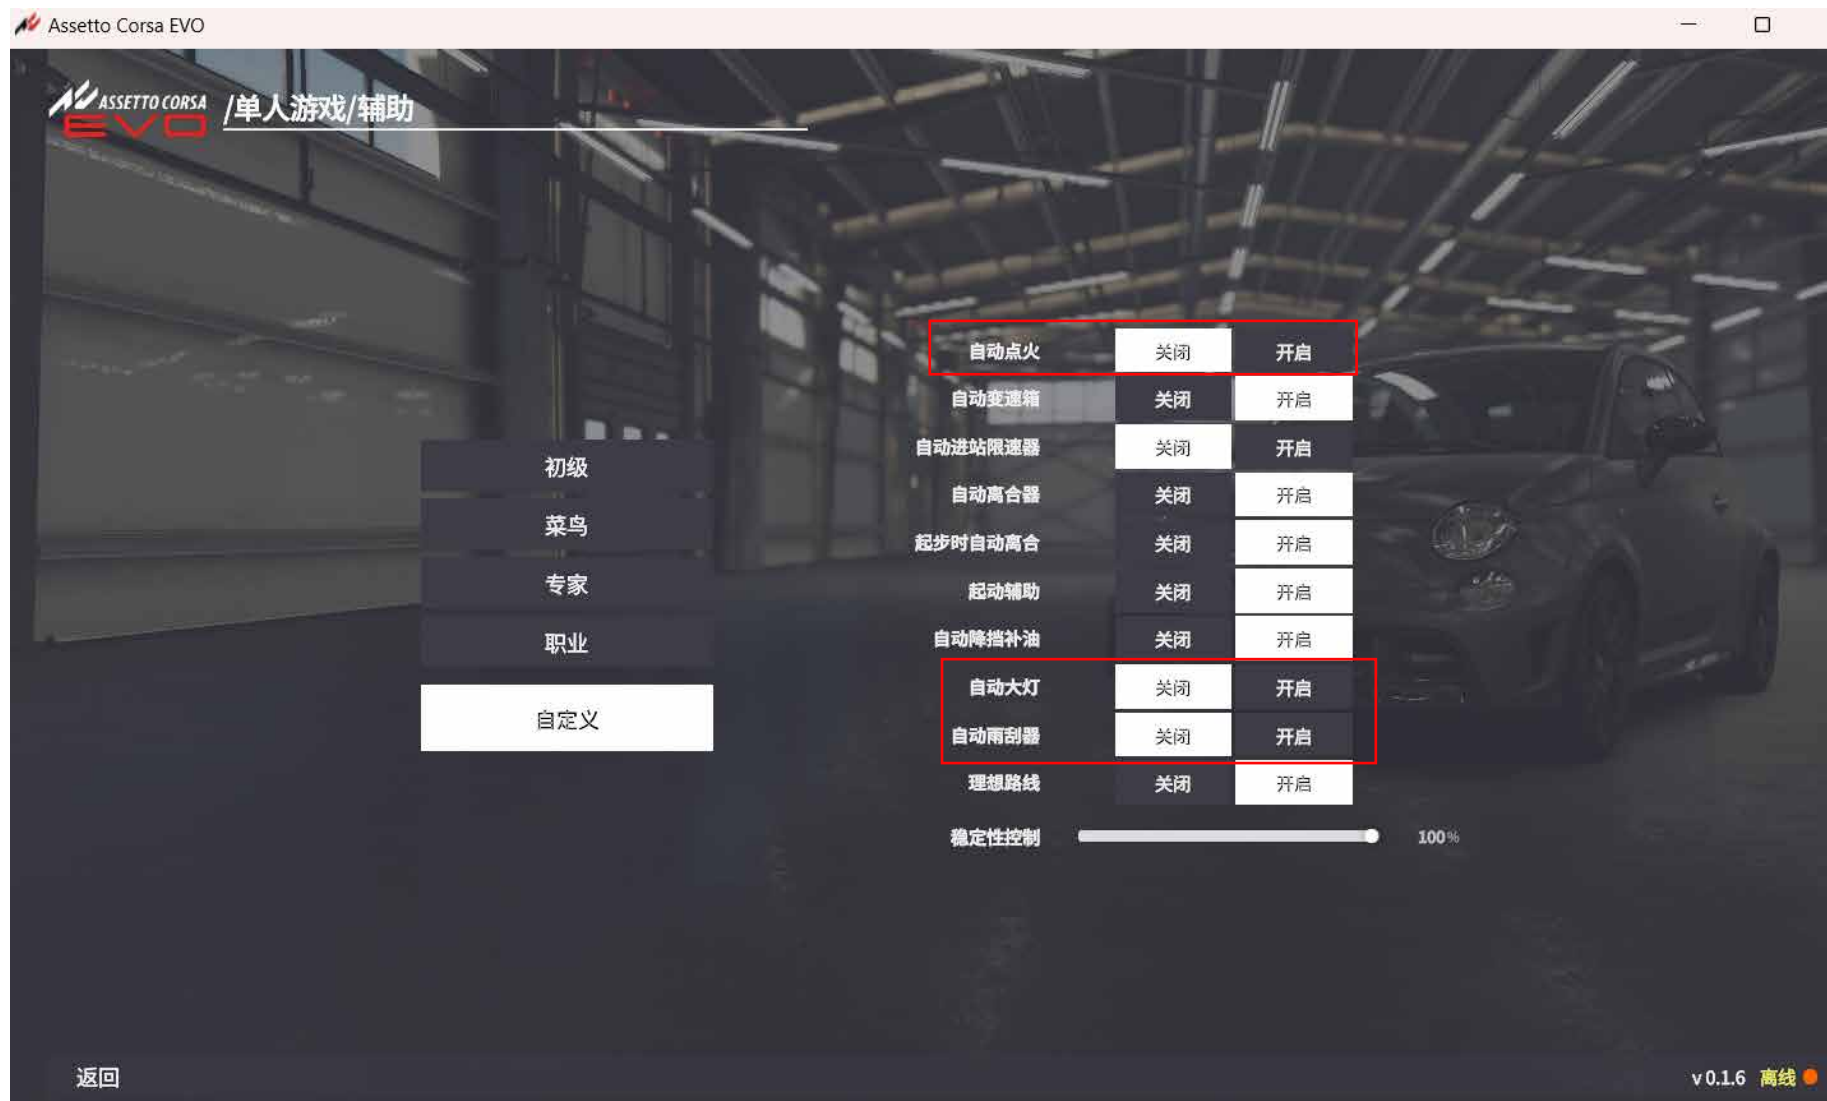 Assetto Corsa EVO
ASSETTO CORSA
EVO
/单人游戏/辅助
初级
菜鸟
专家
职业
自定义
自动点火 关闭 开启
自动变速箱 关闭 开启
自动进站限速器 关闭 开启
自动离合器 关闭 开启
起步时自动离合 关闭 开启
起动辅助 关闭 开启
自动降挡补油 关闭 开启
自动大灯 关闭 开启
自动雨刮器 关闭 开启
理想路线 关闭 开启
稳定性控制 100%
返回
v 0.1.6 离线